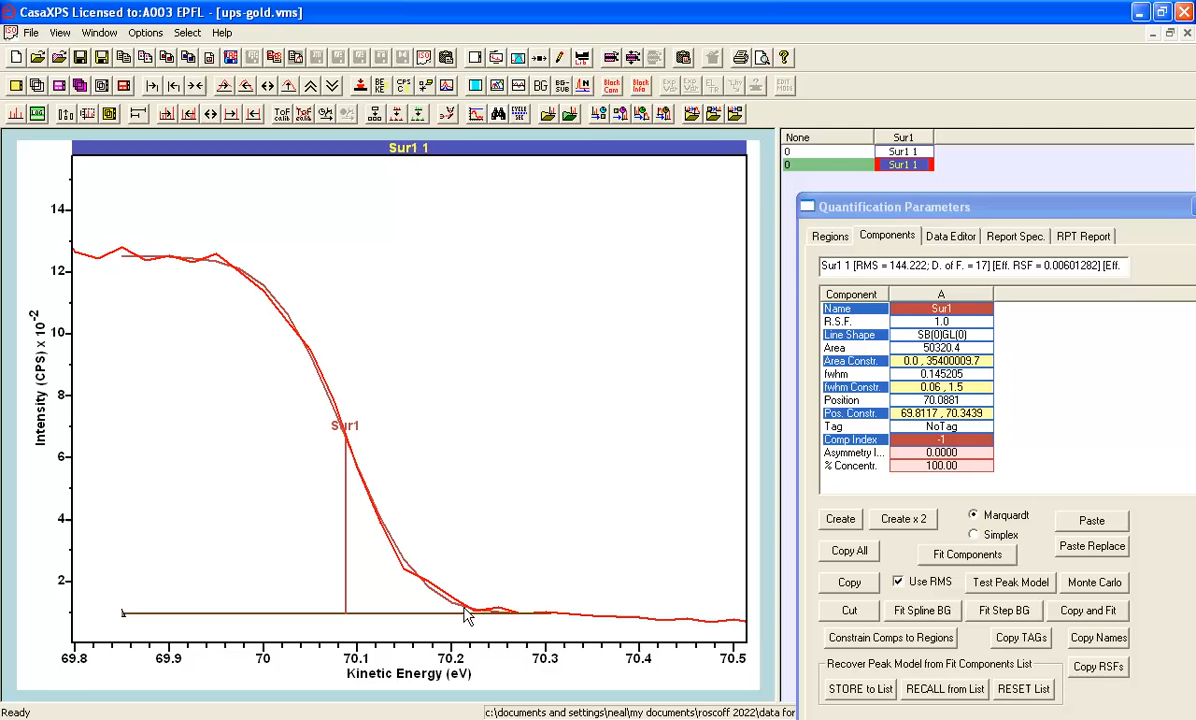 CasaXPS Licensed to:A003 EPFL - [ups-gold.vms]
File View Window Options Select Help
Sur1 1
None Sur1
0 Sur1 1
0 Sur1 1
Quantification Parameters
Regions Components Data Editor Report Spec. RPT Report
Sur1 1 [RMS = 144.222; D. of F. = 17] [Eff. RSF = 0.00601282] [Eff.
Component A
Name Sur1
R.S.F. 1.0
Line Shape SB(0)GL(0)
Area 50320.4
Area Constr. 0.0 , 35400009.7
fwhm 0.145205
fwhm Constr. 0.06 , 1.5
Position 70.0881
Pos. Constr. 69.8117 , 70.3439
Tag NoTag
Comp Index -1
Asymmetry I... 0.0000
% Concentr. 100.00
Create Create x 2 Marquardt Paste
Simplex
Copy All Fit Components Paste Replace
Copy Use RMS Test Peak Model Monte Carlo
Cut Fit Spline BG Fit Step BG Copy and Fit
Constrain Comps to Regions Copy TAGs Copy Names
Recover Peak Model from Fit Components List
Copy RSFs
STORE to List RECALL from List RESET List
Intensity (CPS) x 10-2
14
12
10
8
6
4
2
Sur1
69.8 69.9 70 70.1 70.2 70.3 70.4 70.5
Kinetic Energy (eV)
Ready c:\documents and settings\neal\my documents\roscoff 2022\data for